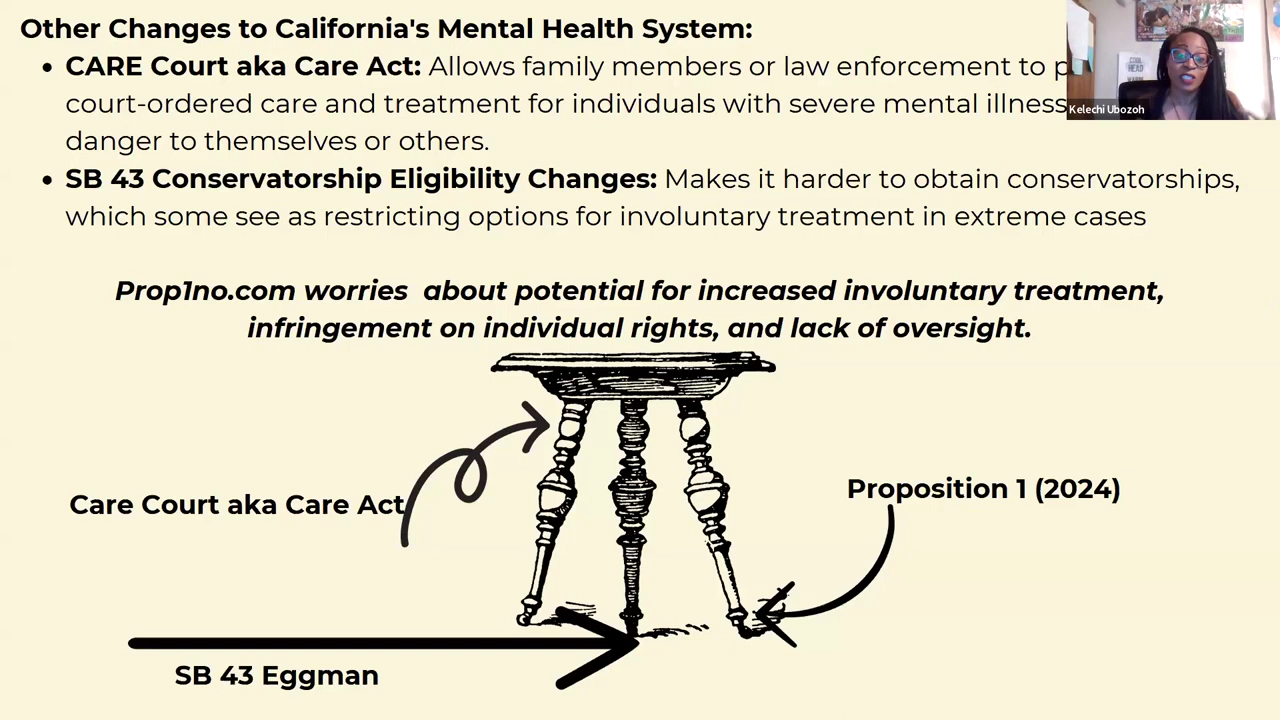 Other Changes to California's Mental Health System:
• CARE Court aka Care Act: Allows family members or law enforcement to
court-ordered care and treatment for individuals with severe mental illness
danger to themselves or others.
• SB 43 Conservatorship Eligibility Changes: Makes it harder to obtain conservatorships,
which some see as restricting options for involuntary treatment in extreme cases
Prop1no.com worries about potential for increased involuntary treatment,
infringement on individual rights, and lack of oversight.
Care Court aka Care Act
Proposition 1 (2024)
SB 43 Eggman
Kelechi Ubozoh
COOL
HEAD